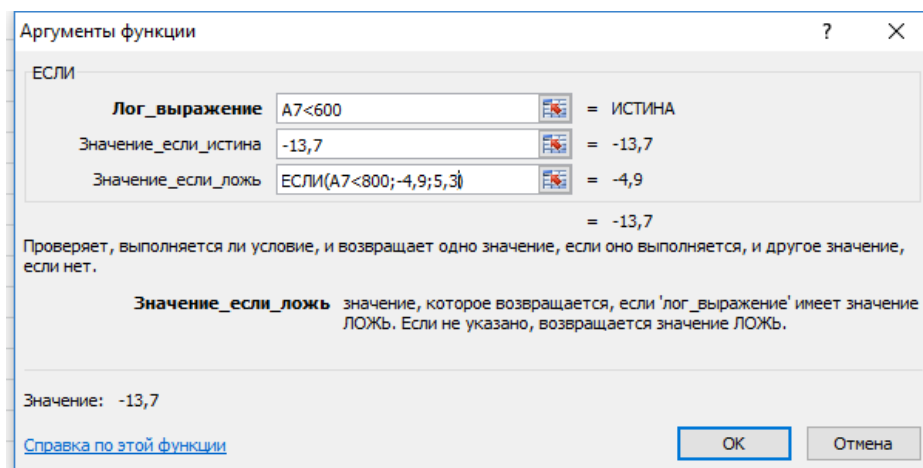 Аргументы функции ? ×
ЕСЛИ
Лог_выражение A7<600 = ИСТИНА
Значение_если_истина -13,7 = -13,7
Значение_если_ложь ЕСЛИ(A7<800;-4,9;5,3) = -4,9
= -13,7
Проверяет, выполняется ли условие, и возвращает одно значение, если оно выполняется, и другое значение,
если нет.
Значение_если_ложь значение, которое возвращается, если 'лог_выражение' имеет значение
ЛОЖЬ. Если не указано, возвращается значение ЛОЖЬ.
Значение: -13,7
Справка по этой функции ОК Отмена